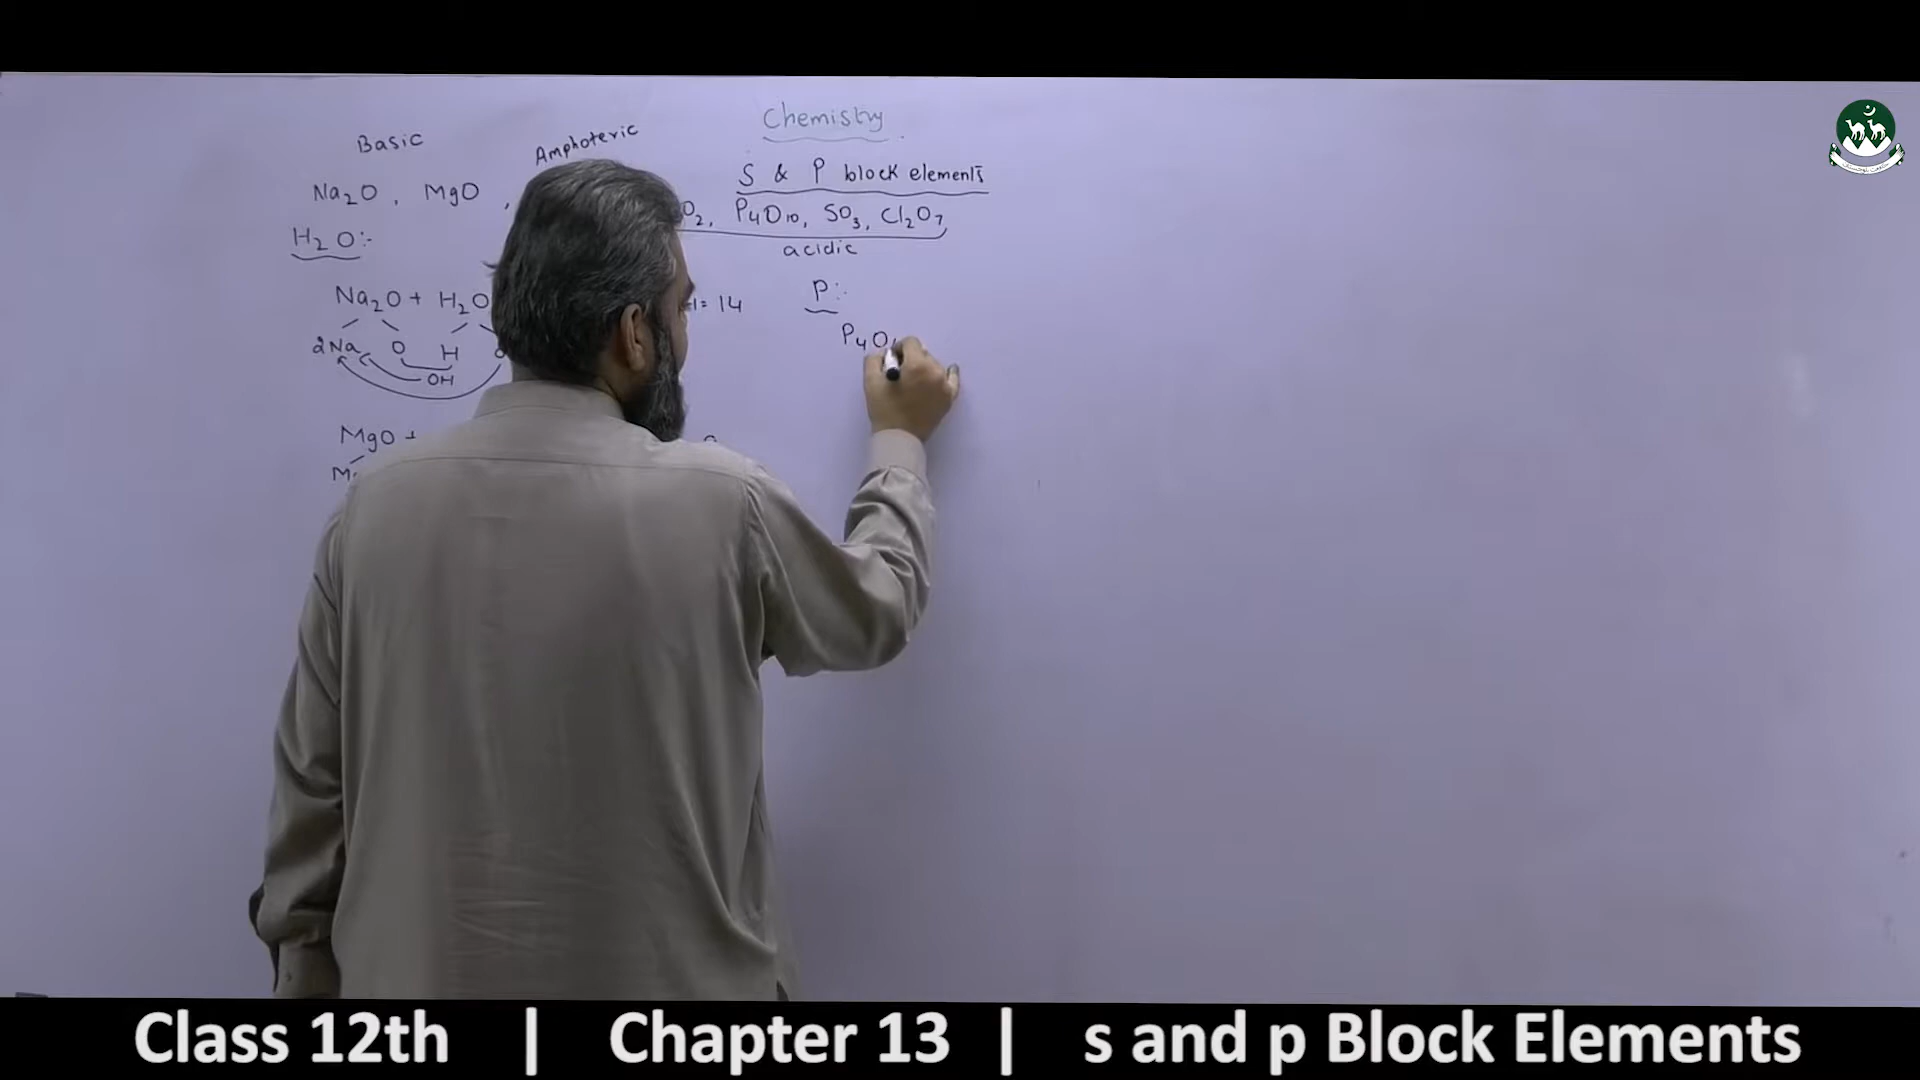 Chemistry
Basic
Amphoteric
S & P block elements
Na2O , MgO ,
O2, P4O10, SO3, Cl2O7
acidic
H2O:-
Na2O + H2O
= 14
P:-
P4O
2Na O H
OH
MgO +
Class 12th | Chapter 13 | s and p Block Elements